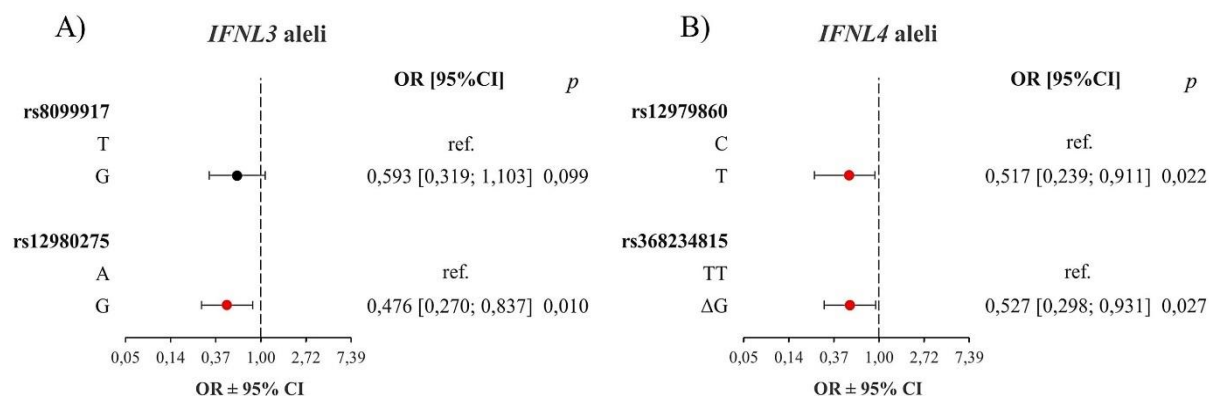 A)
IFNL3 aleli
OR [95%CI] p
rs8099917
T ref.
G 0,593 [0,319; 1,103] 0,099
rs12980275
A ref.
G 0,476 [0,270; 0,837] 0,010
0,05 0,14 0,37 1,00 2,72 7,39
OR ± 95% CI
B)
IFNL4 aleli
OR [95%CI] p
rs12979860
C ref.
T 0,517 [0,239; 0,911] 0,022
rs368234815
TT ref.
ΔG 0,527 [0,298; 0,931] 0,027
0,05 0,14 0,37 1,00 2,72 7,39
OR ± 95% CI